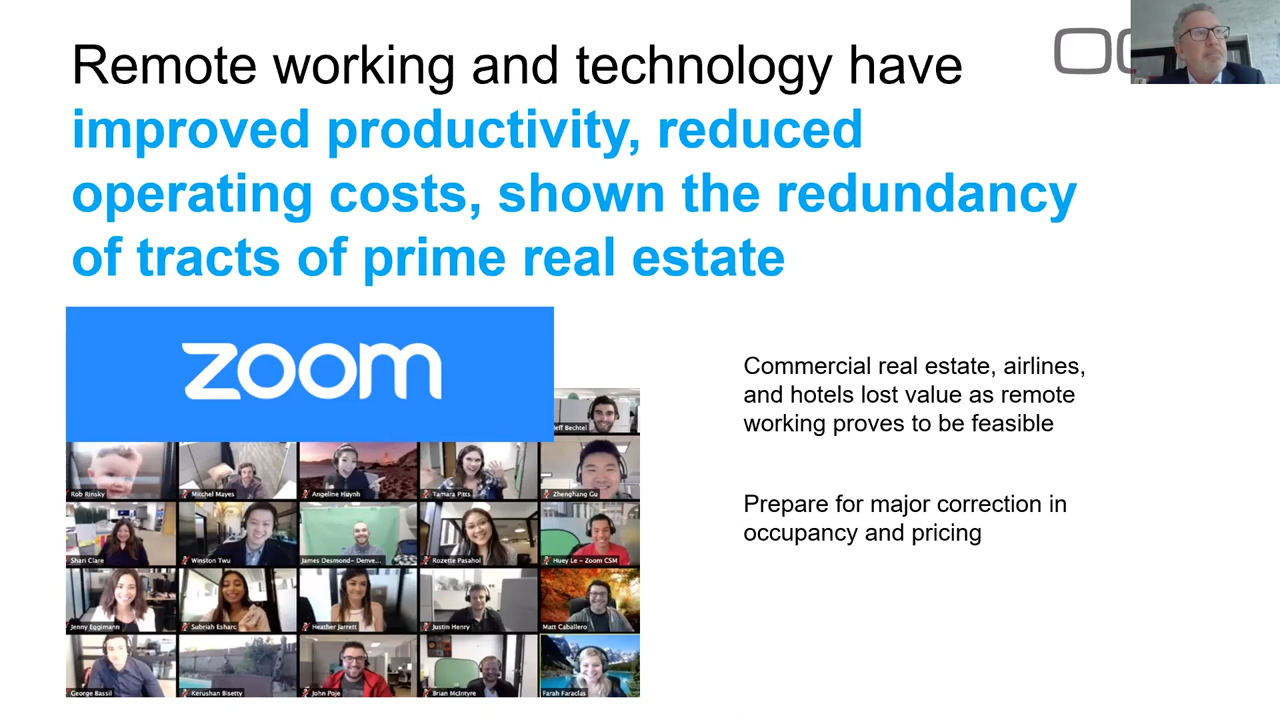 Remote working and technology have
improved productivity, reduced
operating costs, shown the redundancy
of tracts of prime real estate
zoom
Commercial real estate, airlines,
and hotels lost value as remote
working proves to be feasible
Prepare for major correction in
occupancy and pricing
Jeff Bechtel
Rob Rinsky
Mitchel Mayes
Angeline Huynh
Tamara Pitts
Zhenghang Gu
Shari Clare
Winston Twu
James Desmond- Denve...
Rozette Pasahol
Huey Le - Zoom CSM
Jenny Eggimann
Subriah Esharc
Heather Jarrett
Justin Henry
Matt Caballero
George Bassil
Kerushan Bisetty
John Poje
Brian McIntyre
Farah Faraclas